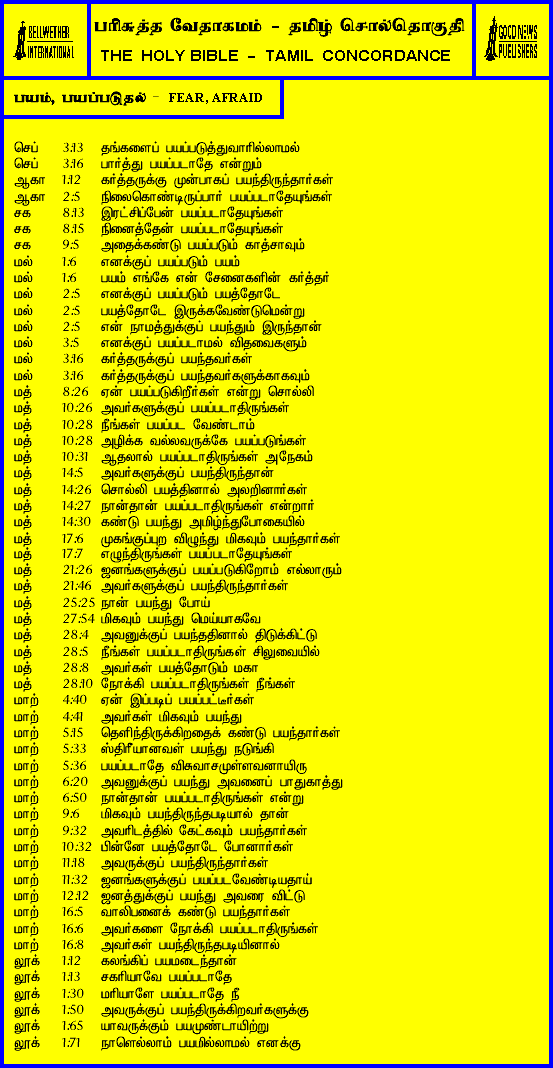 BELLWETHER
INTERNATIONAL
பரிசுத்த வேதாகமம் - தமிழ் சொல்தொகுதி
THE HOLY BIBLE - TAMIL CONCORDANCE
GOOD NEWS
PUBLISHERS
பயம், பயப்படுதல் - FEAR, AFRAID
செப் 3:13 தங்களைப் பயப்படுத்துவாரில்லாமல்
செப் 3:16 பார்த்து பயப்படாதே என்றும்
ஆகா 1:12 கர்த்தருக்கு முன்பாகப் பயந்திருந்தார்கள்
ஆகா 2:5 நிலைகொண்டிருப்பார் பயப்படாதேயுங்கள்
சக 8:13 இரட்சிப்பேன் பயப்படாதேயுங்கள்
சக 8:15 நினைத்தேன் பயப்படாதேயுங்கள்
சக 9:5 அதைக்கண்டு பயப்படும் காத்சாவும்
மல் 1:6 எனக்குப் பயப்படும் பயம்
மல் 1:6 பயம் எங்கே என் சேனைகளின் கர்த்தர்
மல் 2:5 எனக்குப் பயப்படும் பயத்தோடே
மல் 2:5 பயத்தோடே இருக்கவேண்டுமென்று
மல் 2:5 என் நாமத்துக்குப் பயந்தும் இருந்தான்
மல் 3:5 எனக்குப் பயப்படாமல் விதவைகளும்
மல் 3:16 கர்த்தருக்குப் பயந்தவர்கள்
மல் 3:16 கர்த்தருக்குப் பயந்தவர்களுக்காகவும்
மத் 8:26 ஏன் பயப்படுகிறீர்கள் என்று சொல்லி
மத் 10:26 அவர்களுக்குப் பயப்படாதிருங்கள்
மத் 10:28 நீங்கள் பயப்பட வேண்டாம்
மத் 10:28 அழிக்க வல்லவருக்கே பயப்படுங்கள்
மத் 10:31 ஆதலால் பயப்படாதிருங்கள் அநேகம்
மத் 14:5 அவர்களுக்குப் பயந்திருந்தான்
மத் 14:26 சொல்லி பயத்தினால் அலறினார்கள்
மத் 14:27 நான்தான் பயப்படாதிருங்கள் என்றார்
மத் 14:30 கண்டு பயந்து அமிழ்ந்துபோகையில்
மத் 17:6 முகங்குப்புற விழுந்து மிகவும் பயந்தார்கள்
மத் 17:7 எழுந்திருங்கள் பயப்படாதேயுங்கள்
மத் 21:26 ஜனங்களுக்குப் பயப்படுகிறோம் எல்லாரும்
மத் 21:46 அவர்களுக்குப் பயந்திருந்தார்கள்
மத் 25:25 நான் பயந்து போய்
மத் 27:54 மிகவும் பயந்து மெய்யாகவே
மத் 28:4 அவனுக்குப் பயந்ததினால் திடுக்கிட்டு
மத் 28:5 நீங்கள் பயப்படாதிருங்கள் சிலுவையில்
மத் 28:8 அவர்கள் பயத்தோடும் மகா
மத் 28:10 நோக்கி பயப்படாதிருங்கள் நீங்கள்
மாற் 4:40 ஏன் இப்படிப் பயப்பட்டீர்கள்
மாற் 4:41 அவர்கள் மிகவும் பயந்து
மாற் 5:15 தெளிந்திருக்கிறதைக் கண்டு பயந்தார்கள்
மாற் 5:33 ஸ்திரீயானவள் பயந்து நடுங்கி
மாற் 5:36 பயப்படாதே விசுவாசமுள்ளவனாயிரு
மாற் 6:20 அவனுக்குப் பயந்து அவனைப் பாதுகாத்து
மாற் 6:50 நான்தான் பயப்படாதிருங்கள் என்று
மாற் 9:6 மிகவும் பயந்திருந்தபடியால் தான்
மாற் 9:32 அவரிடத்தில் கேட்கவும் பயந்தார்கள்
மாற் 10:32 பின்னே பயத்தோடே போனார்கள்
மாற் 11:18 அவருக்குப் பயந்திருந்தார்கள்
மாற் 11:32 ஜனங்களுக்குப் பயப்படவேண்டியதாய்
மாற் 12:12 ஜனத்துக்குப் பயந்து அவரை விட்டு
மாற் 16:5 வாலிபனைக் கண்டு பயந்தார்கள்
மாற் 16:6 அவர்களை நோக்கி பயப்படாதிருங்கள்
மாற் 16:8 அவர்கள் பயந்திருந்தபடியினால்
லூக் 1:12 கலங்கிப் பயமடைந்தான்
லூக் 1:13 சகரியாவே பயப்படாதே
லூக் 1:30 மரியாளே பயப்படாதே நீ
லூக் 1:50 அவருக்குப் பயந்திருக்கிறவர்களுக்கு
லூக் 1:65 யாவருக்கும் பயமுண்டாயிற்று
லூக் 1:71 நாளெல்லாம் பயமில்லாமல் எனக்கு